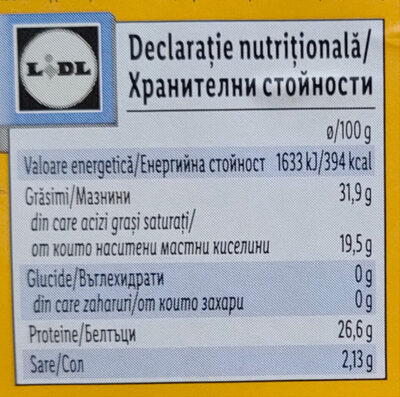 LIDL
Declarație nutrițională/
Хранителни стойности
ø/100 g
Valoare energetică/Енергийна стойност 1633 kJ/394 kcal
Grăsimi/Мазнини 31,9 g
din care acizi grași saturați/
от които наситени мастни киселини 19,5 g
Glucide/Въглехидрати 0 g
din care zaharuri/от които захари 0 g
Proteine/Белтъци 26,6 g
Sare/Сол 2,13 g